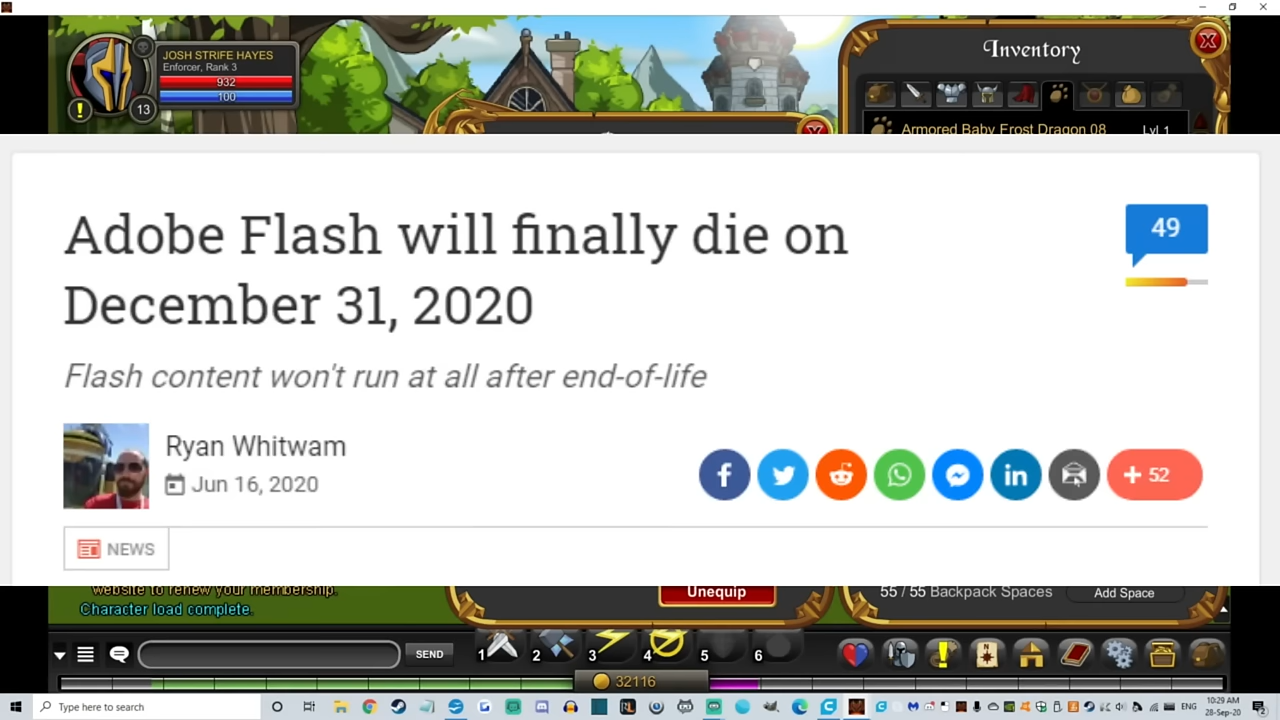 JOSH STRIFE HAYES
Enforcer, Rank 3
932
100
13
Inventory
Armored Baby Frost Dragon 08
Lvl 1
Adobe Flash will finally die on
December 31, 2020
49
Flash content won't run at all after end-of-life
Ryan Whitwam
Jun 16, 2020
+ 52
NEWS
website to renew your membership.
Character load complete.
Unequip
55 / 55 Backpack Spaces
Add Space
SEND
1
2
3
4
5
6
32116
Type here to search
ENG
10:29 AM
28-Sep-20